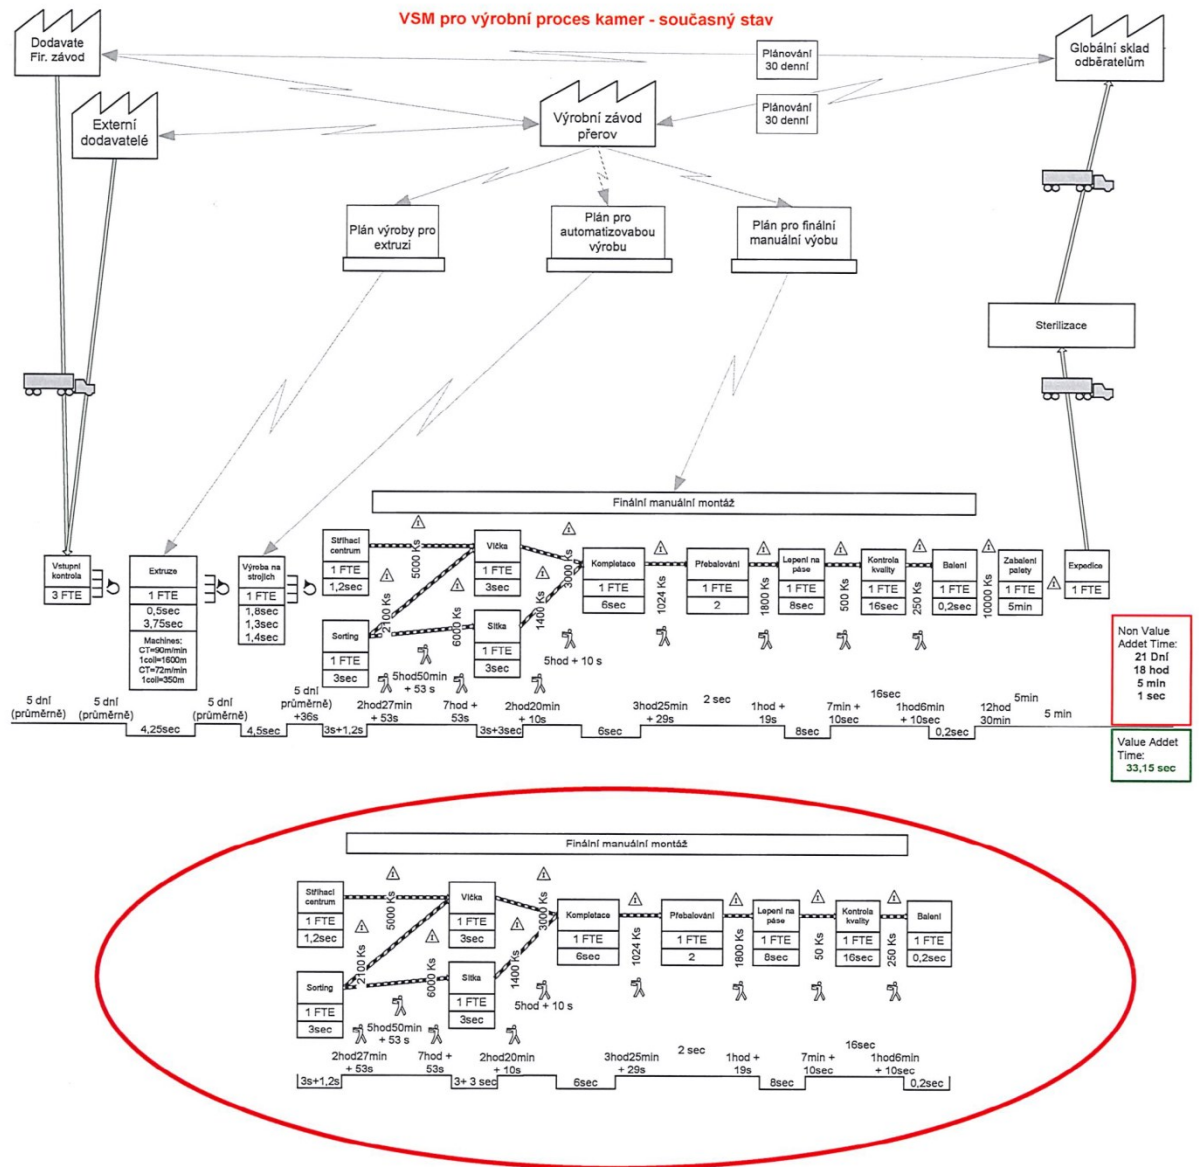 VSM pro výrobní proces kamer - současný stav
Dodavate
Fir. závod
Plánování
30 denní
Globální sklad
odběratelům
Externí
dodavatelé
Výrobní závod
přerov
Plánování
30 denní
Plán výroby pro
extruzi
Plán pro
automatizovabou
výrobu
Plán pro finální
manuální výobu
Sterilizace
Finální manuální montáž
Vstupní
kontrola
3 FTE
Extruze
1 FTE
0,5sec
3,75sec
Machines:
CT=90m/min
1coil=1600m
CT=72m/min
1coil=350m
Výroba na
strojích
1 FTE
1,8sec
1,3sec
1,4sec
Stříhací
centrum
1 FTE
1,2sec
Sorting
1 FTE
3sec
5000 Ks
2100 Ks
6000 Ks
Víčka
1 FTE
3sec
Sítka
1 FTE
3sec
3000 Ks
1400 Ks
Kompletace
1 FTE
6sec
1024 Ks
Přebalování
1 FTE
2
1800 Ks
Lepení na
páse
1 FTE
8sec
500 Ks
Kontrola
kvality
1 FTE
16sec
250 Ks
Balení
1 FTE
0,2sec
10000 Ks
Zabalení
palety
1 FTE
5min
Expedice
1 FTE
5 dní
(průměrně)
5 dní
(průměrně)
4,25sec
5 dní
(průměrně)
4,5sec
5 dní
průměrně)
+36s
3s+1,2s
5hod50min
+ 53 s
2hod27min
+ 53s
7hod +
53s
3s+3sec
2hod20min
+ 10s
5hod + 10 s
6sec
3hod25min
+ 29s
2 sec
1hod +
19s
8sec
7min +
10sec
16sec
1hod6min
+ 10sec
0,2sec
12hod
30min
5min
5 min
Non Value
Addet Time:
21 Dní
18 hod
5 min
1 sec
Value Addet
Time:
33,15 sec
Finální manuální montáž
Stříhací
centrum
1 FTE
1,2sec
Sorting
1 FTE
3sec
5000 Ks
2100 Ks
6000 Ks
Víčka
1 FTE
3sec
Sítka
1 FTE
3sec
3000 Ks
1400 Ks
Kompletace
1 FTE
6sec
1024 Ks
Přebalování
1 FTE
2
1800 Ks
Lepení na
páse
1 FTE
8sec
50 Ks
Kontrola
kvality
1 FTE
16sec
250 Ks
Balení
1 FTE
0,2sec
3s+1,2s
5hod50min
+ 53 s
2hod27min
+ 53s
7hod +
53s
3+ 3 sec
2hod20min
+ 10s
5hod + 10 s
6sec
3hod25min
+ 29s
2 sec
1hod +
19s
8sec
7min +
10sec
16sec
1hod6min
+ 10sec
0,2sec